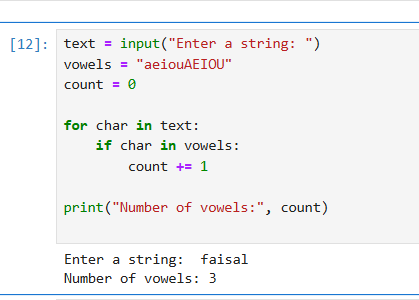 [12]: text = input("Enter a string: ")
vowels = "aeiouAEIOU"
count = 0
for char in text:
    if char in vowels:
        count += 1
print("Number of vowels:", count)
Enter a string:  faisal
Number of vowels: 3